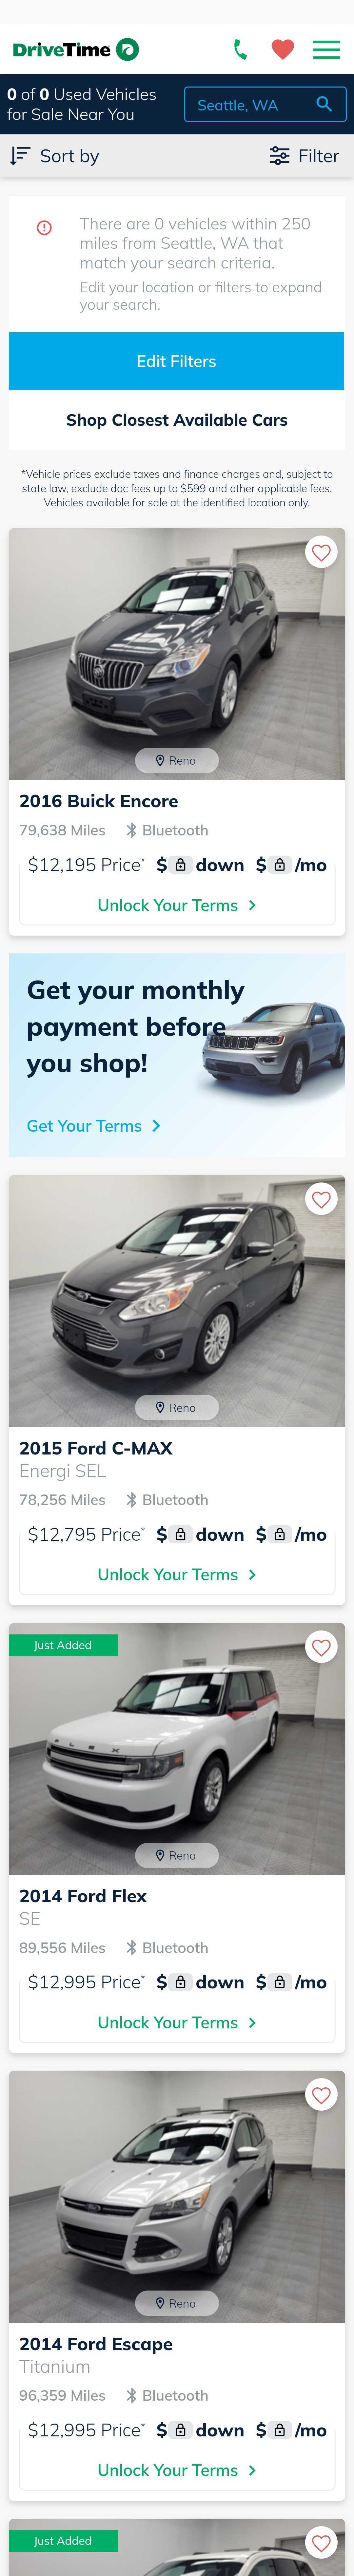 DriveTime
0 of 0 Used Vehicles
for Sale Near You
Seattle, WA
Sort by
Filter
There are 0 vehicles within 250
miles from Seattle, WA that
match your search criteria.
Edit your location or filters to expand
your search.
Edit Filters
Shop Closest Available Cars
*Vehicle prices exclude taxes and finance charges and, subject to
state law, exclude doc fees up to $599 and other applicable fees.
Vehicles available for sale at the identified location only.
Reno
2016 Buick Encore
79,638 Miles Bluetooth
$12,195 Price* $ down $ /mo
Unlock Your Terms
Get your monthly
payment before
you shop!
Get Your Terms
Reno
2015 Ford C-MAX
Energi SEL
78,256 Miles Bluetooth
$12,795 Price* $ down $ /mo
Unlock Your Terms
Just Added
FLEX
Reno
2014 Ford Flex
SE
89,556 Miles Bluetooth
$12,995 Price* $ down $ /mo
Unlock Your Terms
Reno
2014 Ford Escape
Titanium
96,359 Miles Bluetooth
$12,995 Price* $ down $ /mo
Unlock Your Terms
Just Added